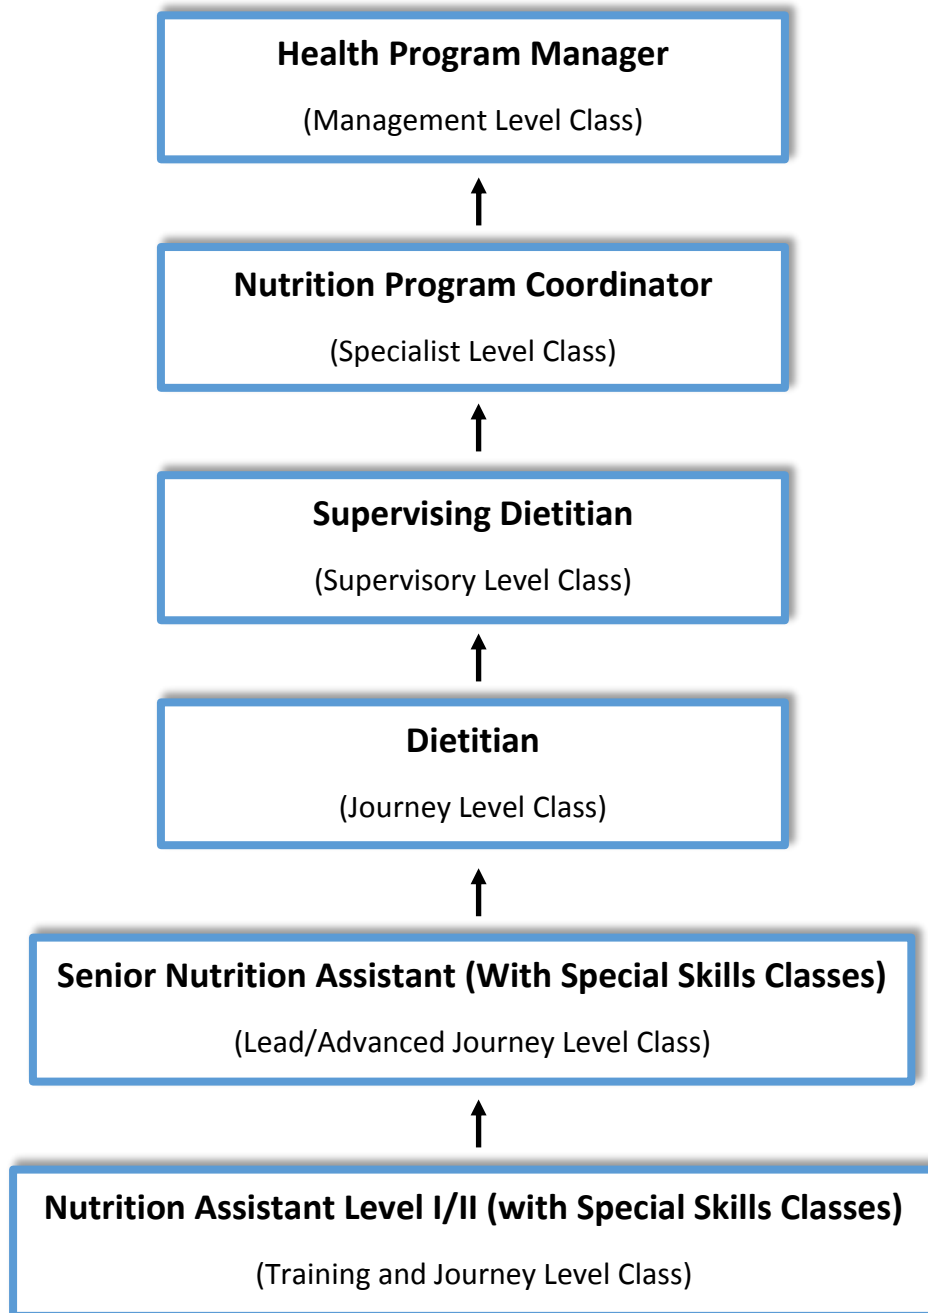 Health Program Manager
(Management Level Class)
Nutrition Program Coordinator
(Specialist Level Class)
Supervising Dietitian
(Supervisory Level Class)
Dietitian
(Journey Level Class)
Senior Nutrition Assistant (With Special Skills Classes)
(Lead/Advanced Journey Level Class)
Nutrition Assistant Level I/II (with Special Skills Classes)
(Training and Journey Level Class)